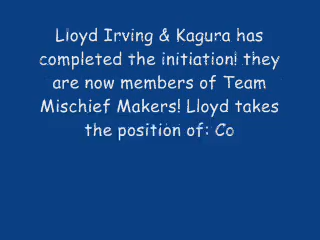 Lloyd Irving & Kagura has
completed the initiation! they
are now members of Team
Mischief Makers! Lloyd takes
the position of: Co